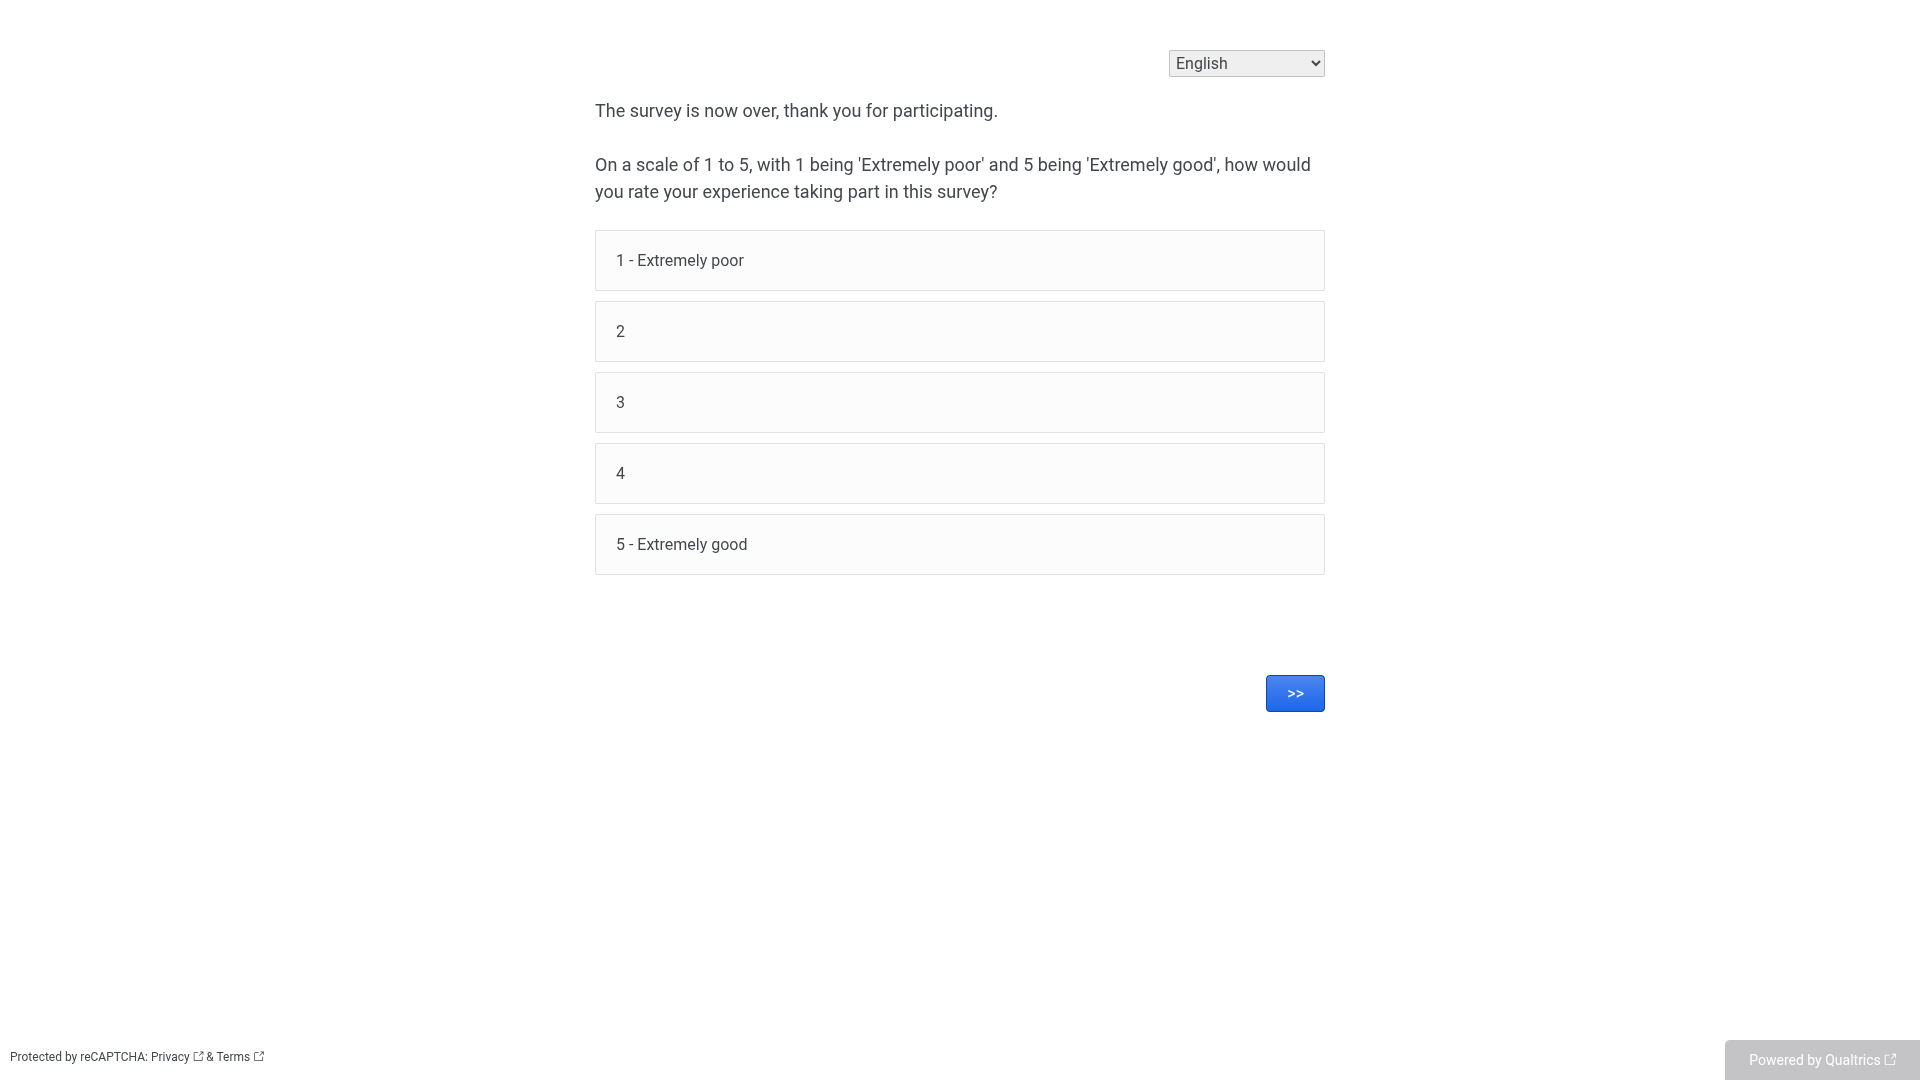 English
The survey is now over, thank you for participating.
On a scale of 1 to 5, with 1 being 'Extremely poor' and 5 being 'Extremely good', how would
you rate your experience taking part in this survey?
1 - Extremely poor
2
3
4
5 - Extremely good
>>
Protected by reCAPTCHA: Privacy & Terms
Powered by Qualtrics